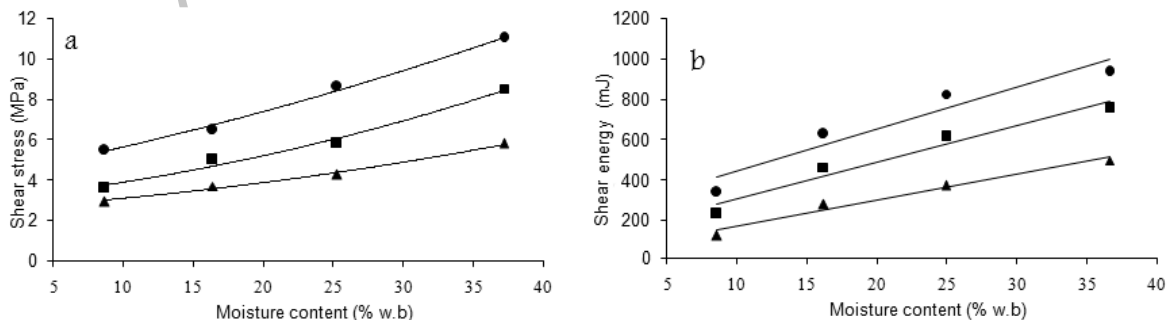 a
Shear stress (MPa)
12
10
8
6
4
2
0
5 10 15 20 25 30 35 40
Moisture content (% w.b)
b
Shear energy (mJ)
1200
1000
800
600
400
200
0
5 10 15 20 25 30 35 40
Moisture content (% w.b)